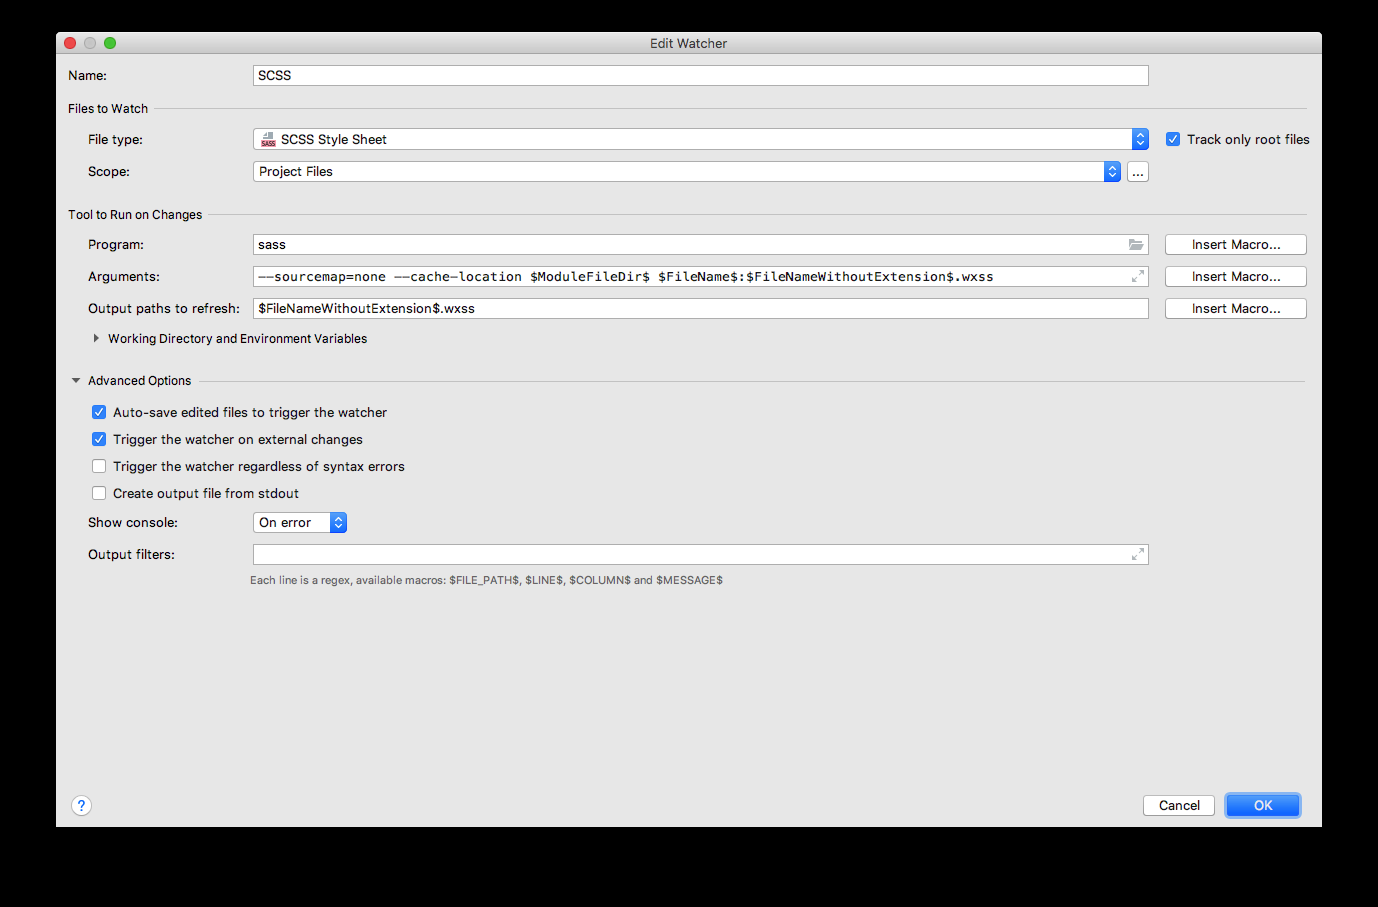 Edit Watcher
Name: SCSS
Files to Watch
File type: SASS SCSS Style Sheet Track only root files
Scope: Project Files ...
Tool to Run on Changes
Program: sass Insert Macro...
Arguments: --sourcemap=none --cache-location $ModuleFileDir$ $FileName$:$FileNameWithoutExtension$.wxss Insert Macro...
Output paths to refresh: $FileNameWithoutExtension$.wxss Insert Macro...
Working Directory and Environment Variables
Advanced Options
Auto-save edited files to trigger the watcher
Trigger the watcher on external changes
Trigger the watcher regardless of syntax errors
Create output file from stdout
Show console: On error
Output filters:
Each line is a regex, available macros: $FILE_PATH$, $LINE$, $COLUMN$ and $MESSAGE$
? Cancel OK